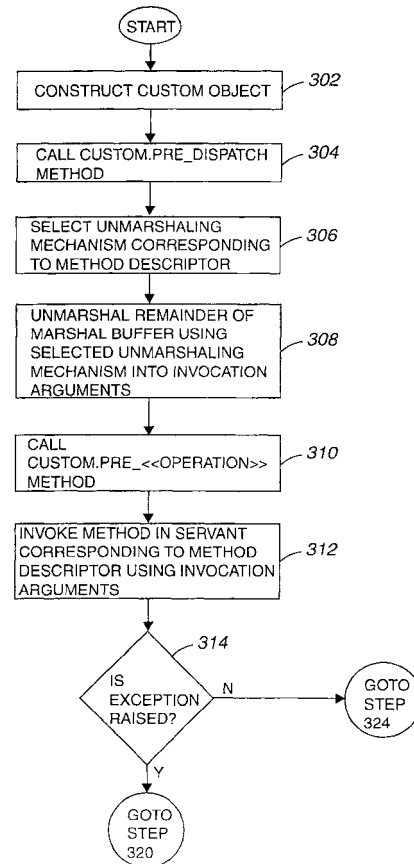 START
CONSTRUCT CUSTOM OBJECT
302
CALL CUSTOM.PRE_DISPATCH
METHOD
304
SELECT UNMARSHALING
MECHANISM CORRESPONDING
TO METHOD DESCRIPTOR
306
UNMARSHAL REMAINDER OF
MARSHAL BUFFER USING
SELECTED UNMARSHALING
MECHANISM INTO INVOCATION
ARGUMENTS
308
CALL
CUSTOM.PRE_<<OPERATION>>
METHOD
310
INVOKE METHOD IN SERVANT
CORRESPONDING TO METHOD
DESCRIPTOR USING INVOCATION
ARGUMENTS
312
314
IS
EXCEPTION
RAISED?
N
GOTO
STEP
324
Y
GOTO
STEP
320